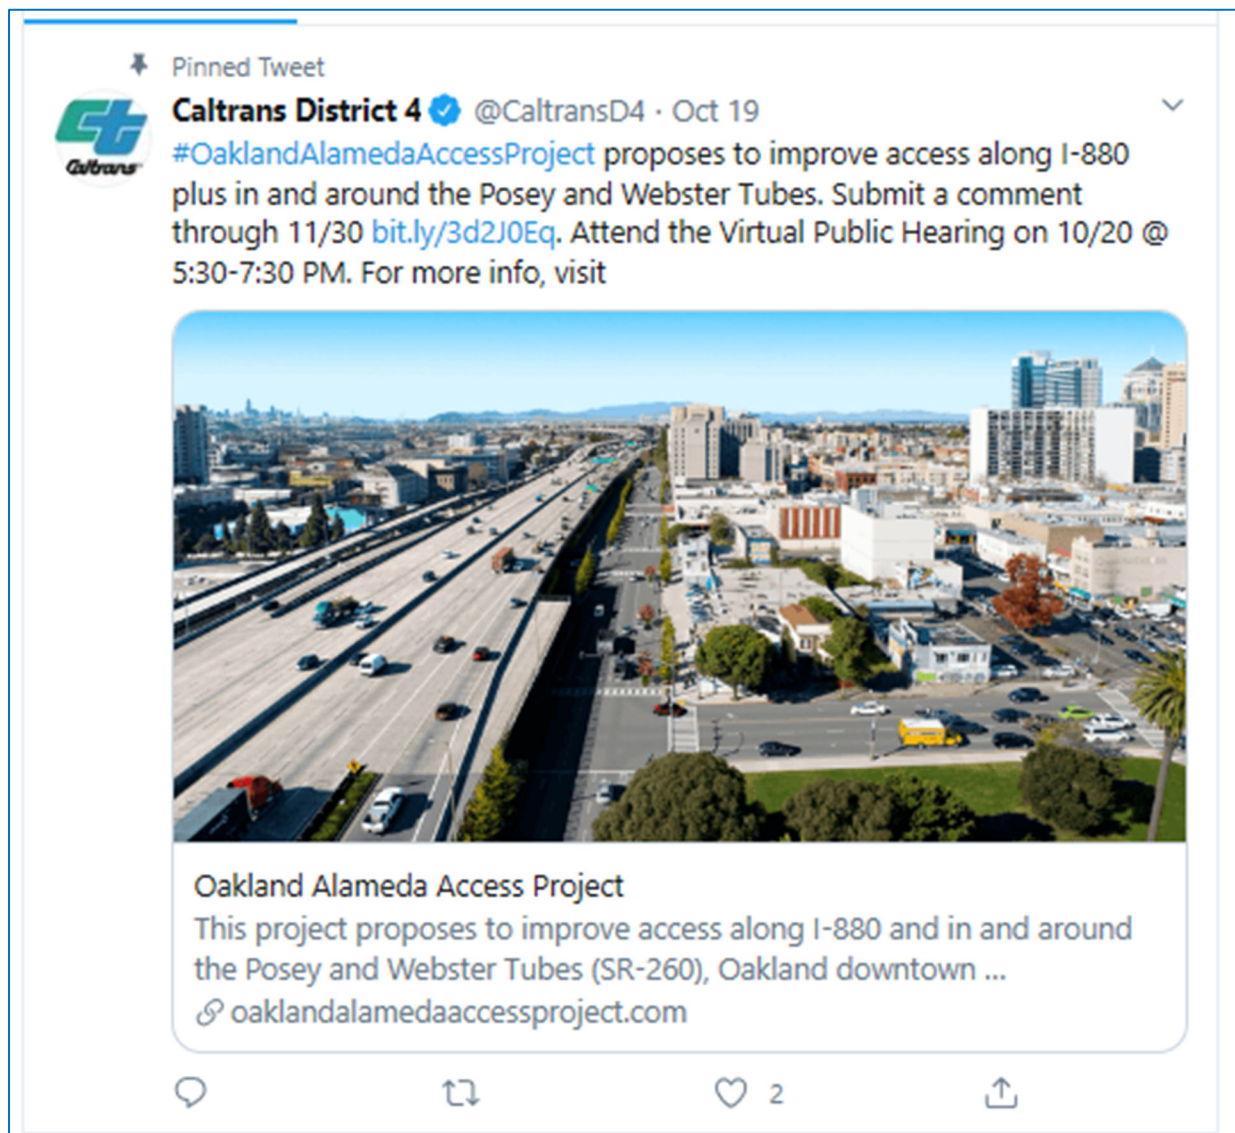 Pinned Tweet
Caltrans District 4 @CaltransD4 · Oct 19
Caltrans
#OaklandAlamedaAccessProject proposes to improve access along I-880
plus in and around the Posey and Webster Tubes. Submit a comment
through 11/30 bit.ly/3d2J0Eq. Attend the Virtual Public Hearing on 10/20 @
5:30-7:30 PM. For more info, visit
Oakland Alameda Access Project
This project proposes to improve access along I-880 and in and around
the Posey and Webster Tubes (SR-260), Oakland downtown ...
oaklandalamedaaccessproject.com
2